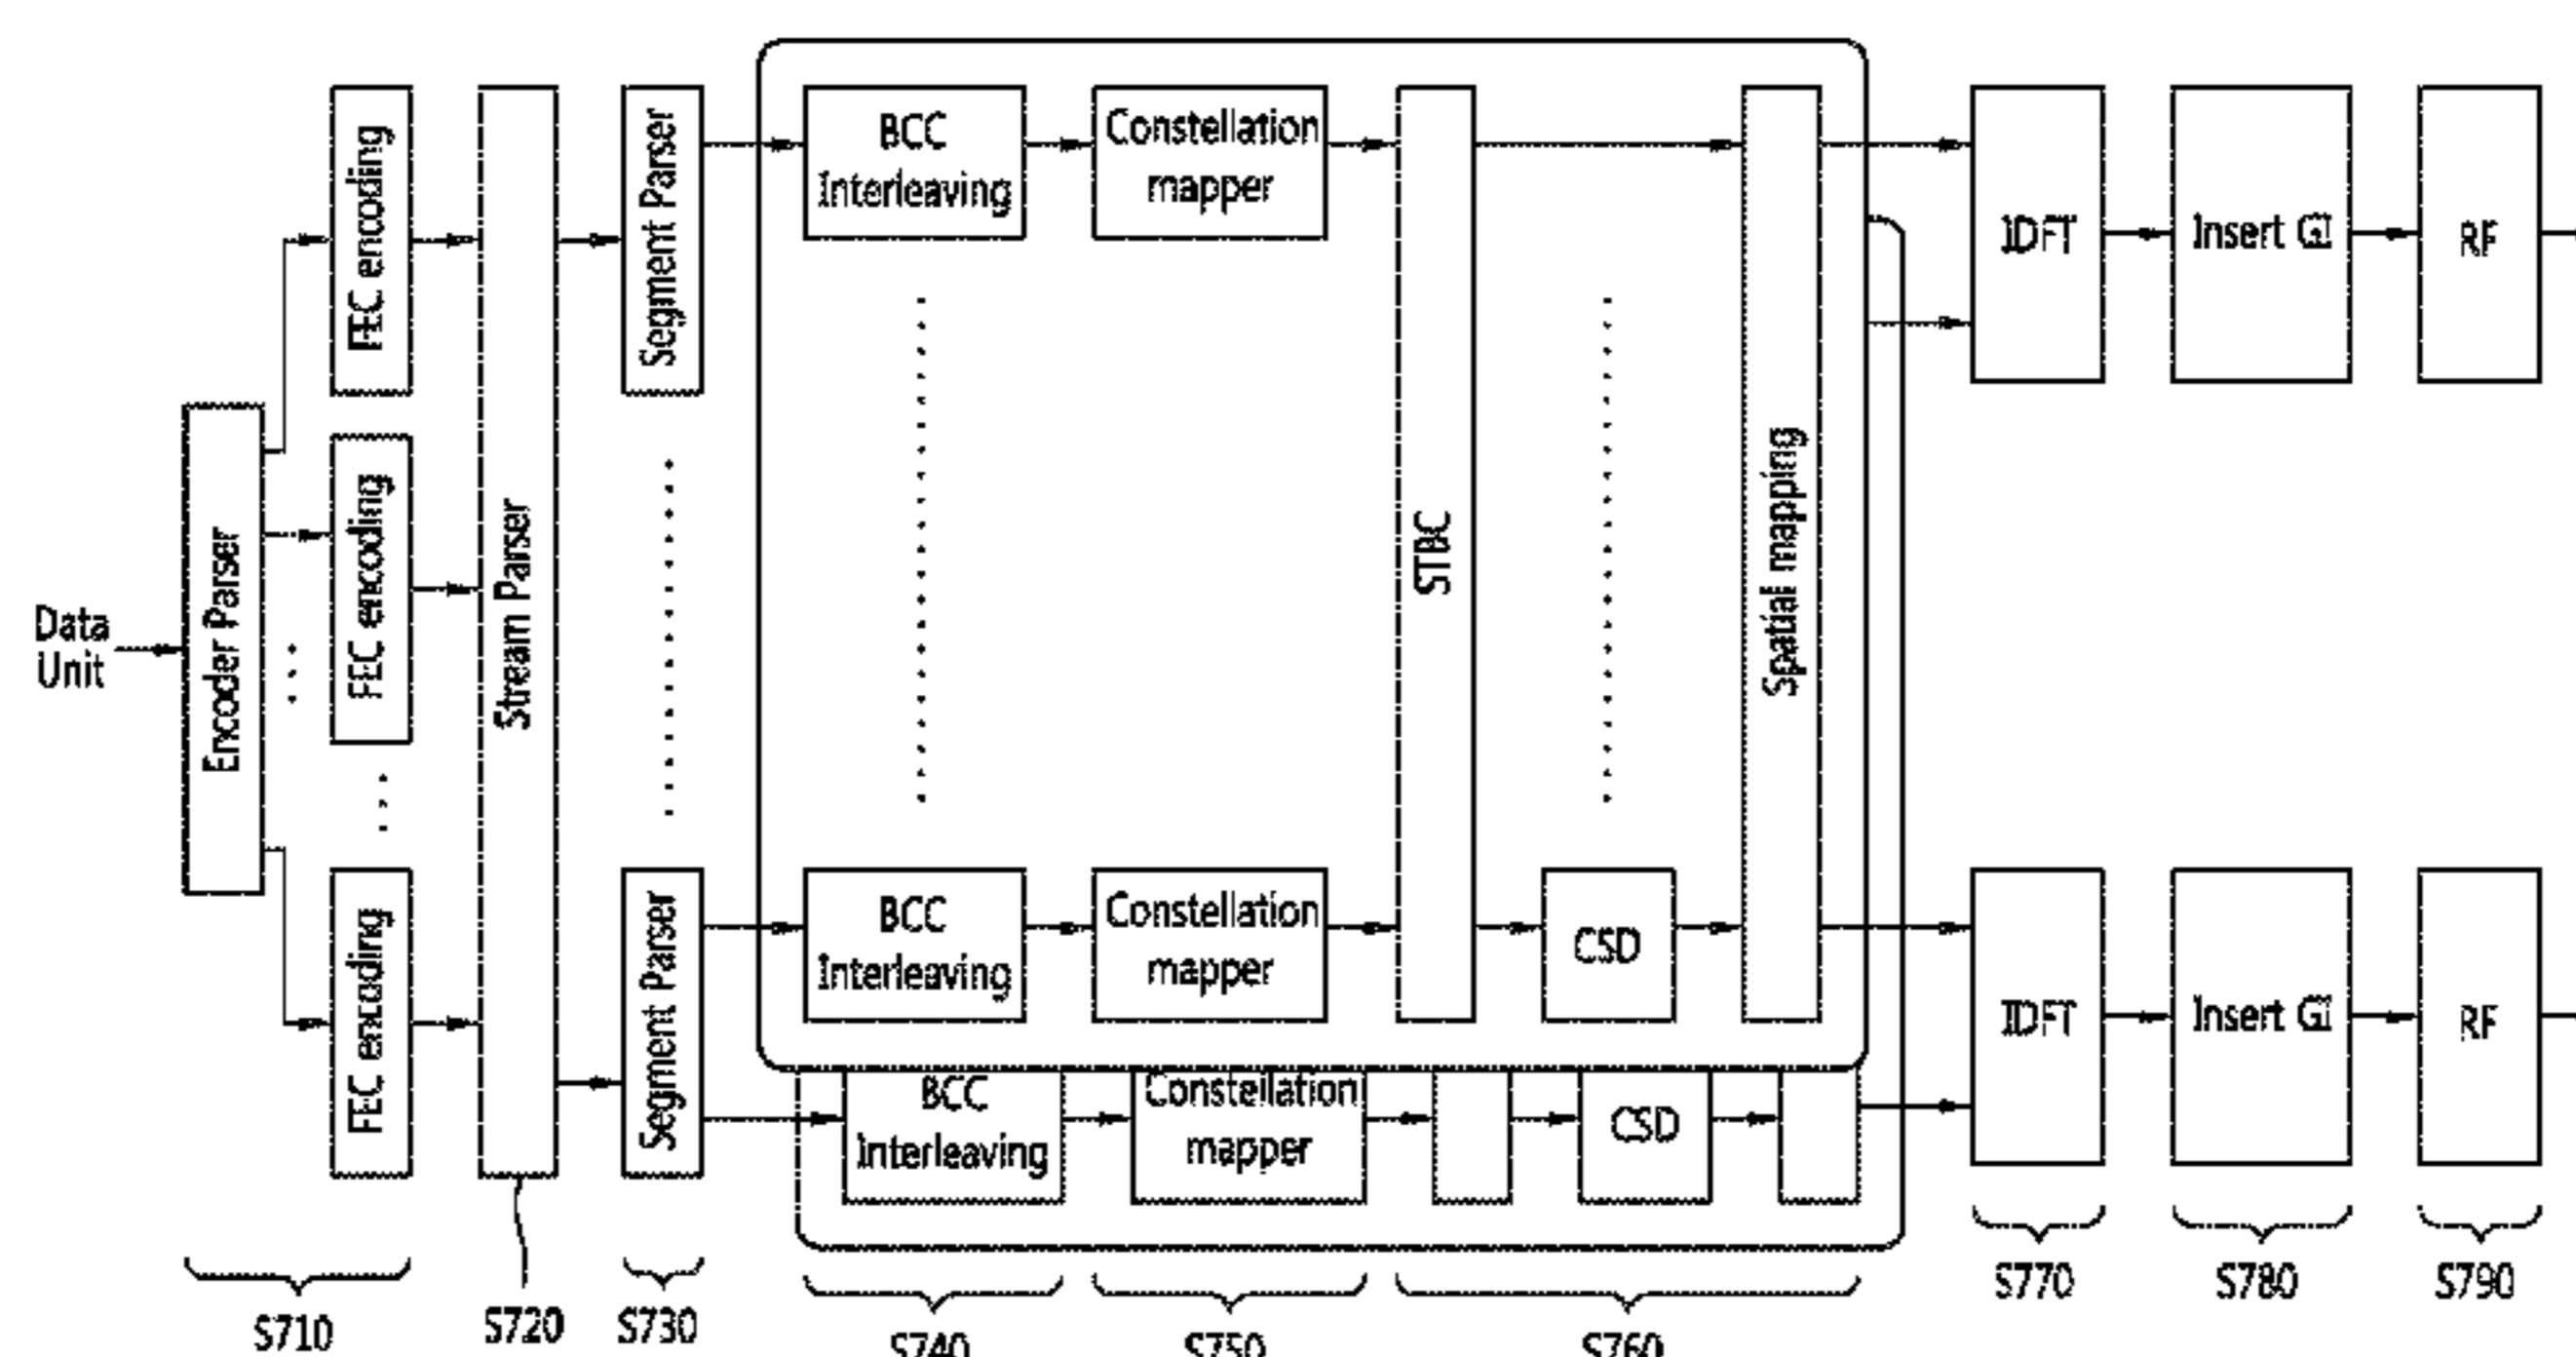 Data
Unit
Encoder Parser
FEC encoding
FEC encoding
FEC encoding
Stream Parser
Segment Parser
Segment Parser
BCC
Interleaving
Constellation
mapper
BCC
Interleaving
Constellation
mapper
BCC
Interleaving
Constellation
mapper
STBC
CSD
CSD
Spatial mapping
IDFT
Insert GI
RF
IDFT
Insert GI
RF
S710
S720
S730
S740
S750
S760
S770
S780
S790